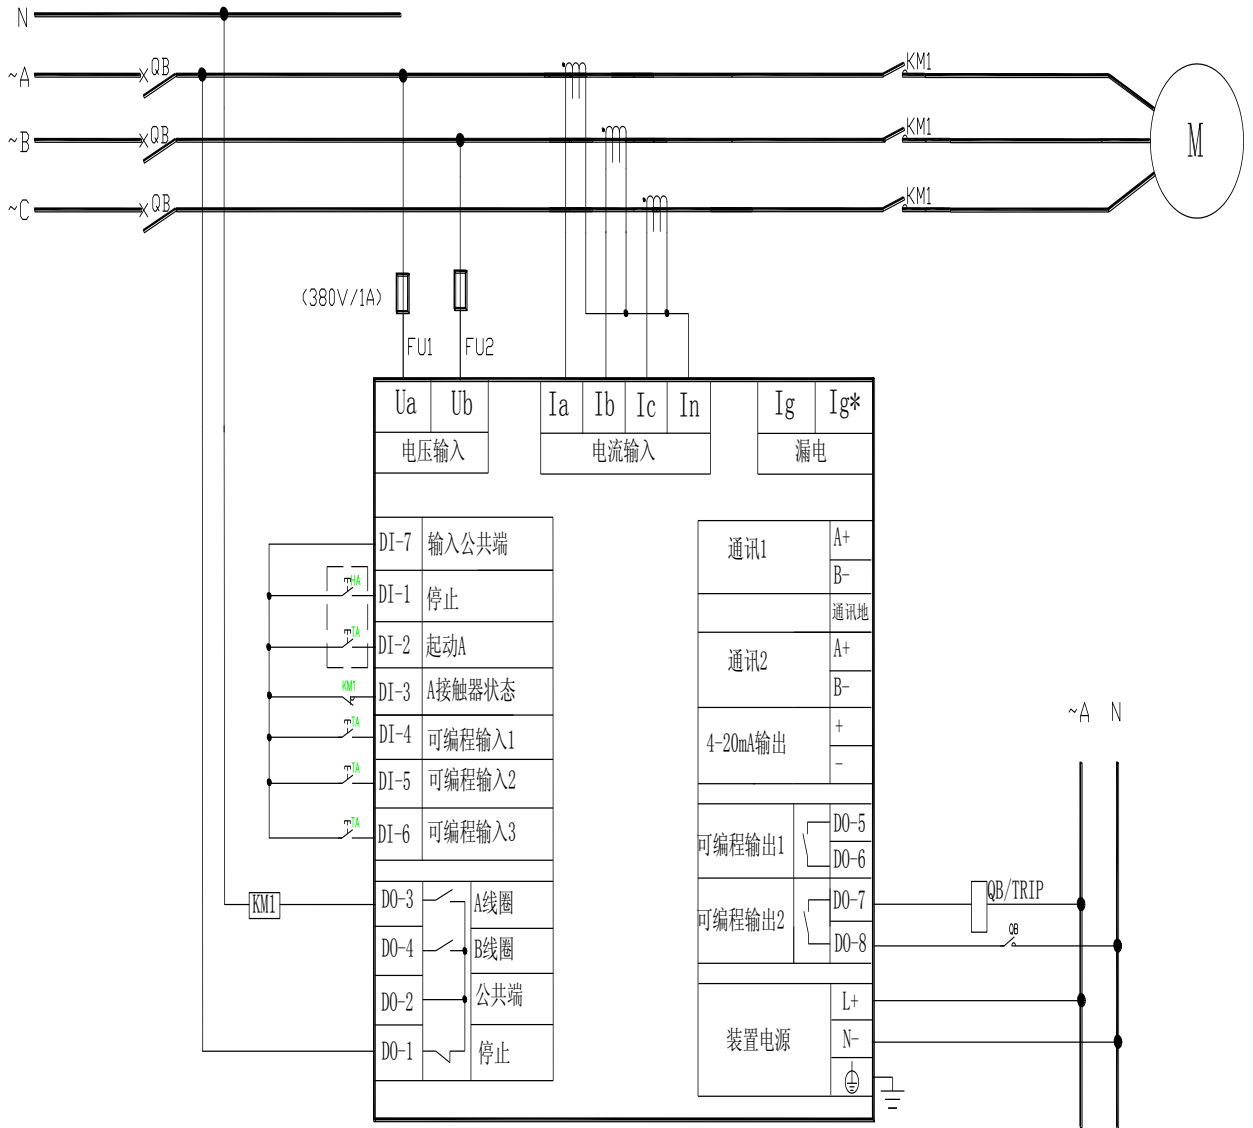 N
~A
QB
KM1
~B
QB
KM1
M
~C
QB
KM1
(380V/1A)
FU1
FU2
Ua
Ub
Ia
Ib
Ic
In
Ig
Ig*
电压输入
电流输入
漏电
DI-7
输入公共端
HA
DI-1
停止
TA
DI-2
起动A
KM1
DI-3
A接触器状态
TA
DI-4
可编程输入1
TA
DI-5
可编程输入2
TA
DI-6
可编程输入3
KM1
DO-3
A线圈
DO-4
B线圈
DO-2
公共端
DO-1
停止
通讯1
A+
B-
通讯地
通讯2
A+
B-
4-20mA输出
+
-
可编程输出1
DO-5
DO-6
可编程输出2
DO-7
DO-8
装置电源
L+
N-
~A
N
QB/TRIP
QB